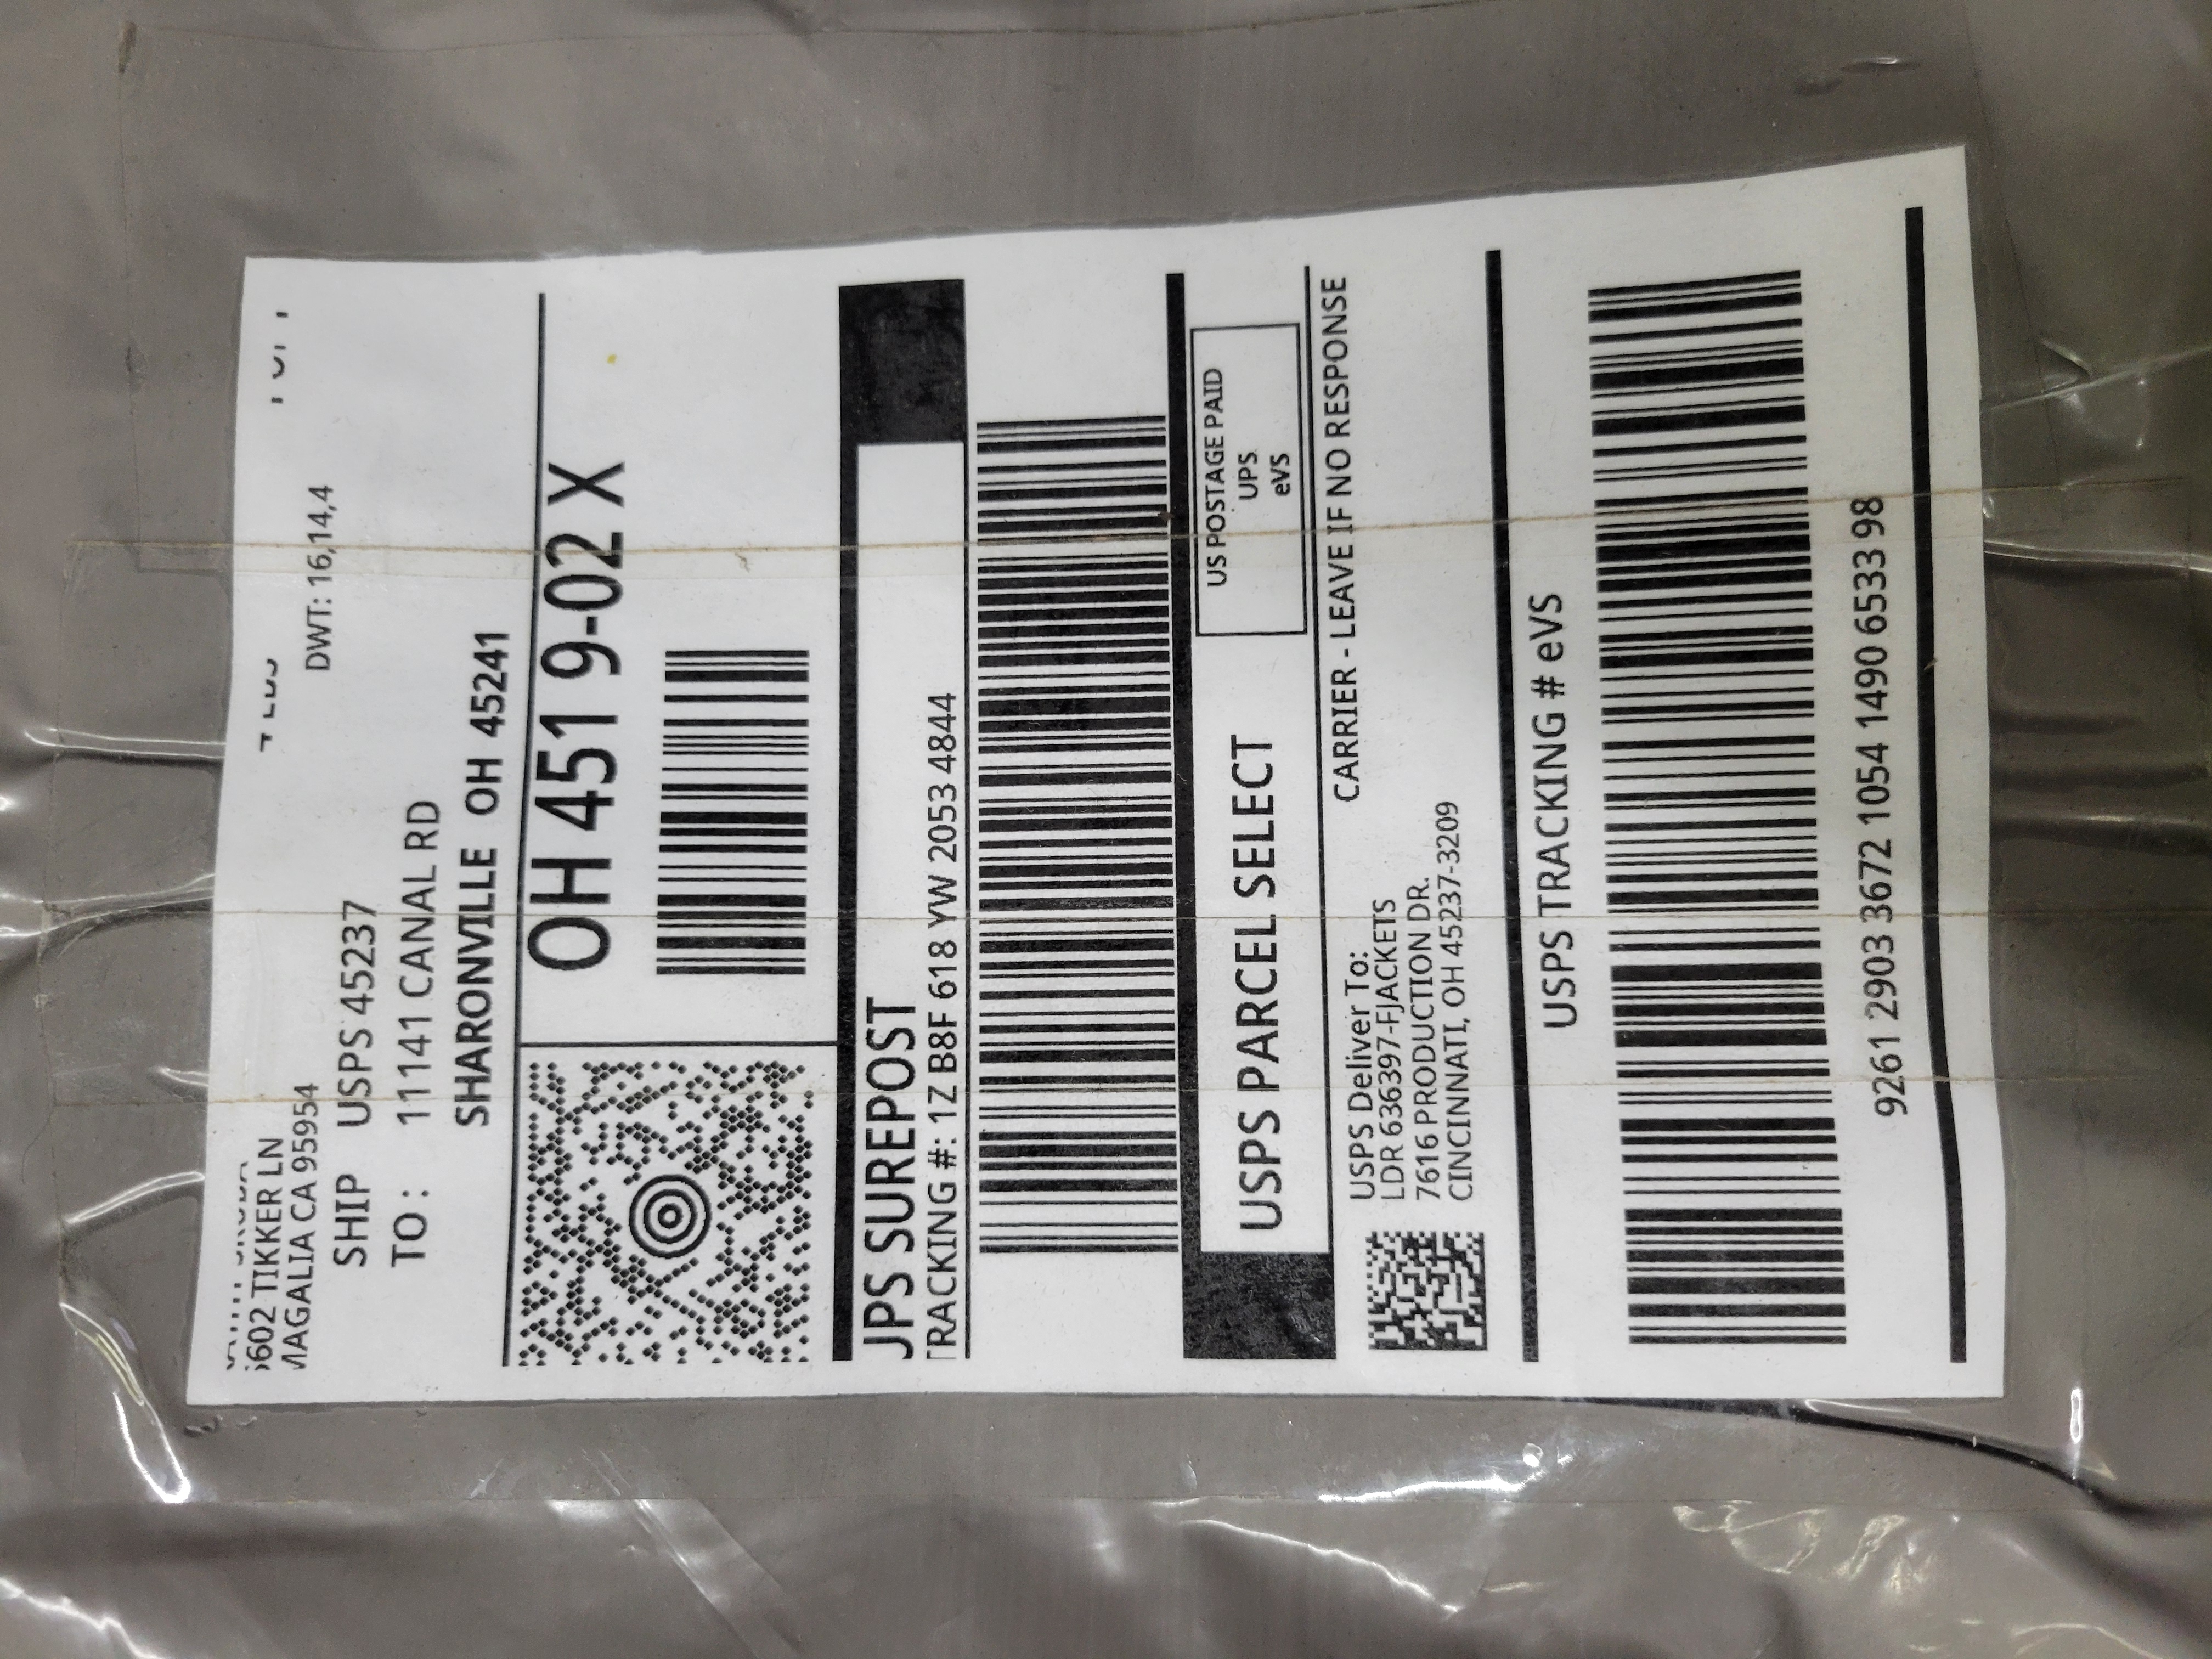 6602 TIKKER LN
MAGALIA CA 95954
DWT: 16,14,4
SHIP USPS 45237
TO: 11141 CANAL RD
SHARONVILLE OH 45241
OH 451 9-02 X
UPS SUREPOST
TRACKING #: 1Z B8F 618 YW 2053 4844
USPS PARCEL SELECT
US POSTAGE PAID
UPS
eVS
CARRIER - LEAVE IF NO RESPONSE
USPS Deliver To:
LDR 636397-FJACKETS
7616 PRODUCTION DR.
CINCINNATI, OH 45237-3209
USPS TRACKING # eVS
9261 2903 3672 1054 1490 6533 98